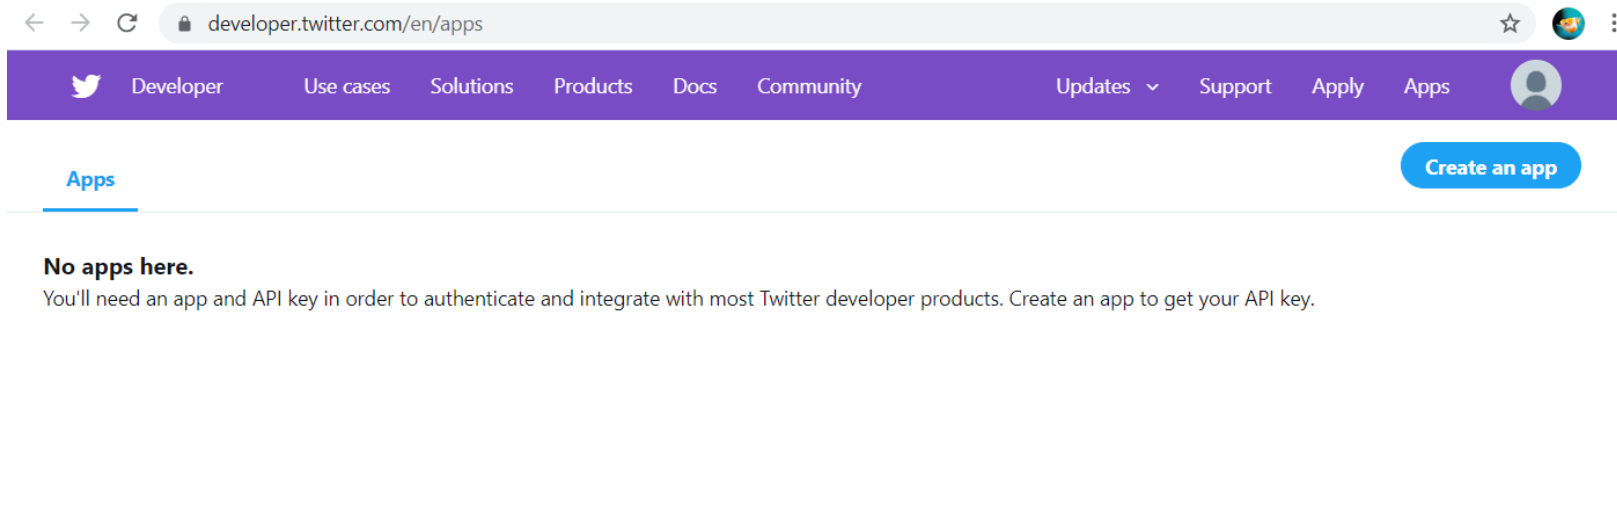 developer.twitter.com/en/apps
Developer Use cases Solutions Products Docs Community Updates Support Apply Apps
Apps Create an app
No apps here.
You'll need an app and API key in order to authenticate and integrate with most Twitter developer products. Create an app to get your API key.